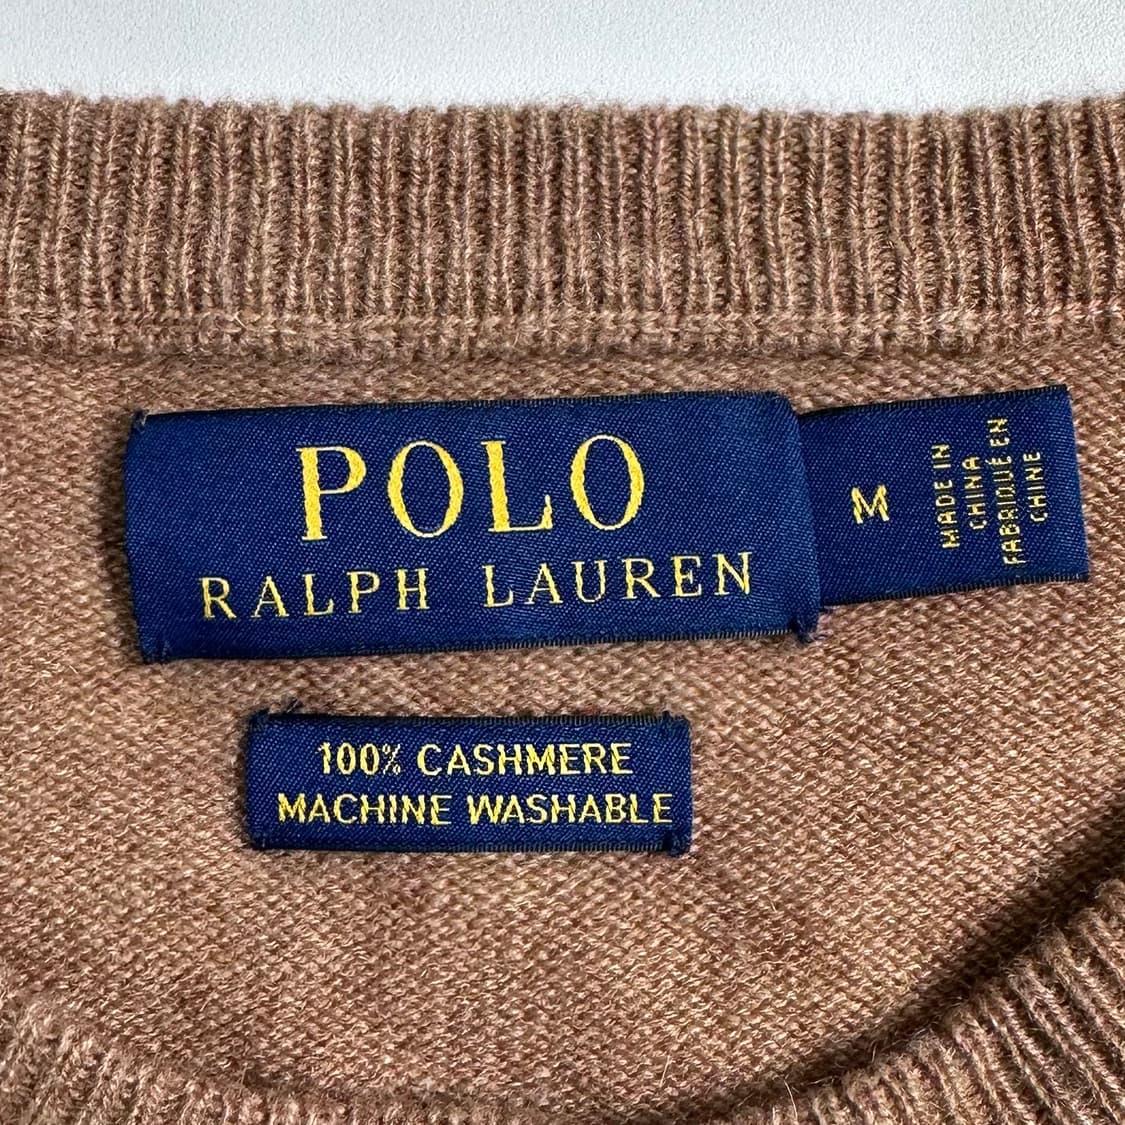 POLO
RALPH LAUREN
M
MADE IN
CHINA
FABRIQUÉ EN
CHINE
100% CASHMERE
MACHINE WASHABLE